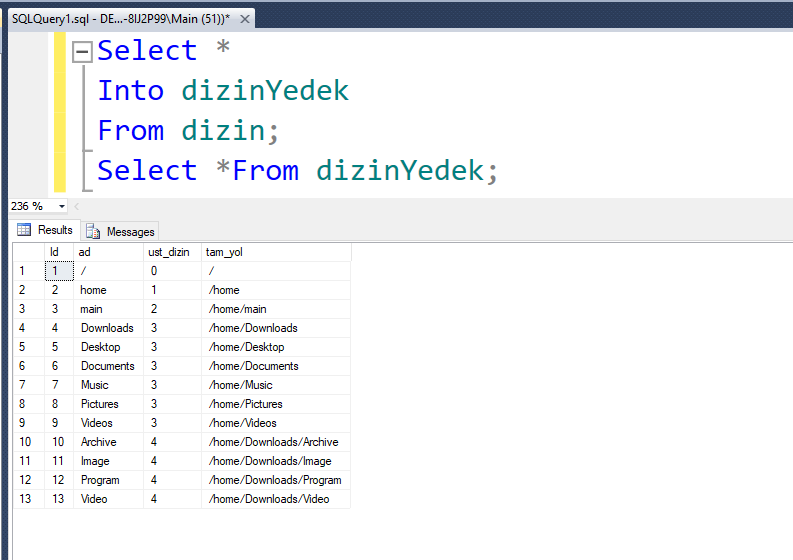 SQLQuery1.sql - DE...-8IJ2P99\Main (51))*
Select *
Into dizinYedek
From dizin;
Select *From dizinYedek;
236 %
Results Messages
Id ad ust_dizin tam_yol
1 1 / 0 /
2 2 home 1 /home
3 3 main 2 /home/main
4 4 Downloads 3 /home/Downloads
5 5 Desktop 3 /home/Desktop
6 6 Documents 3 /home/Documents
7 7 Music 3 /home/Music
8 8 Pictures 3 /home/Pictures
9 9 Videos 3 /home/Videos
10 10 Archive 4 /home/Downloads/Archive
11 11 Image 4 /home/Downloads/Image
12 12 Program 4 /home/Downloads/Program
13 13 Video 4 /home/Downloads/Video